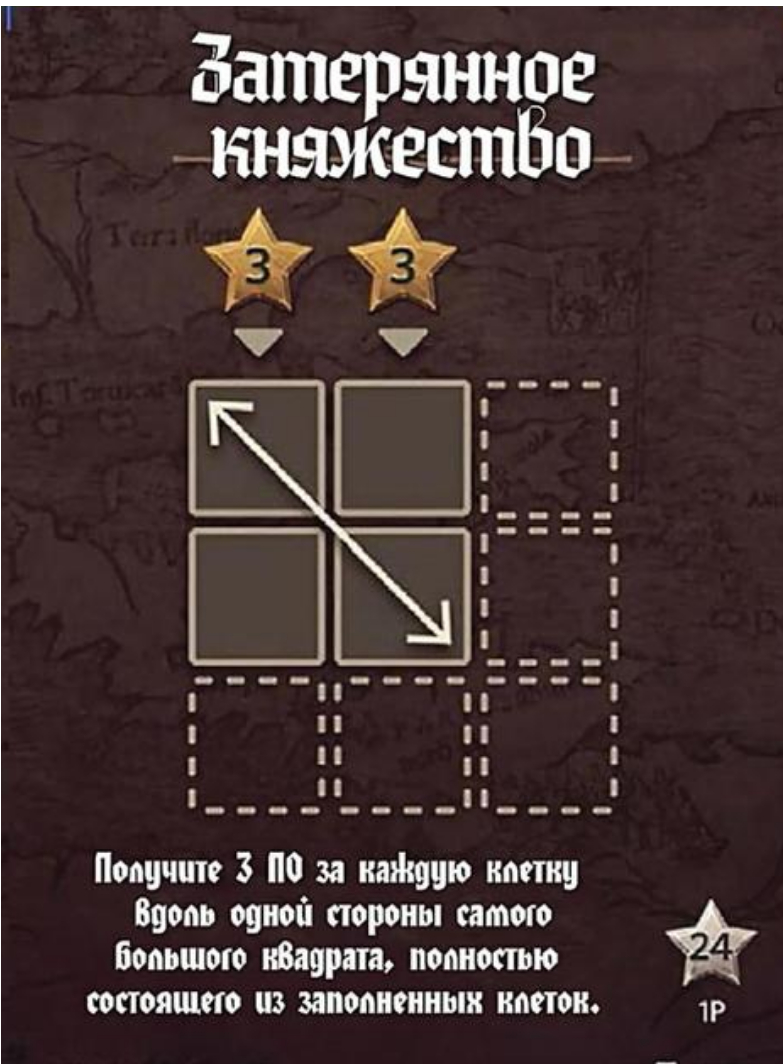 Затерянное
княжество
3 3
Получите 3 ПО за каждую клетку
вдоль одной стороны самого
большого квадрата, полностью
состоящего из заполненных клеток.
24
1P